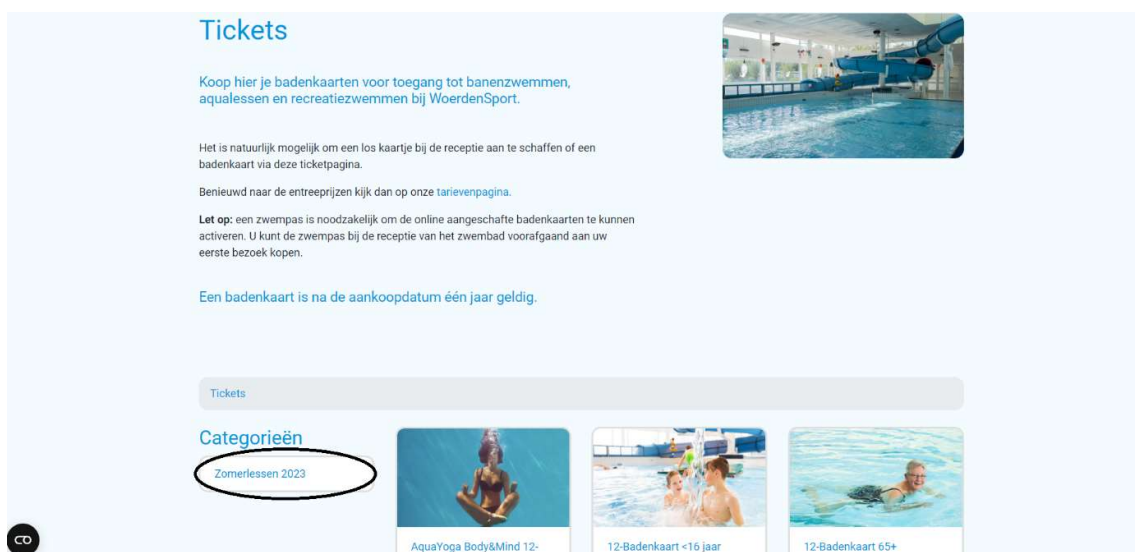 Tickets
Koop hier je badenkaarten voor toegang tot banenzwemmen,
aqualessen en recreatiezwemmen bij WoerdenSport.
Het is natuurlijk mogelijk om een los kaartje bij de receptie aan te schaffen of een
badenkaart via deze ticketpagina.
Benieuwd naar de entreeprijzen kijk dan op onze tarievenpagina.
Let op: een zwempas is noodzakelijk om de online aangeschafte badenkaarten te kunnen
activeren. U kunt de zwempas bij de receptie van het zwembad voorafgaand aan uw
eerste bezoek kopen.
Een badenkaart is na de aankoopdatum één jaar geldig.
Tickets
Categorieën
Zomerlessen 2023
AquaYoga Body&Mind 12-
12-Badenkaart <16 jaar
12-Badenkaart 65+